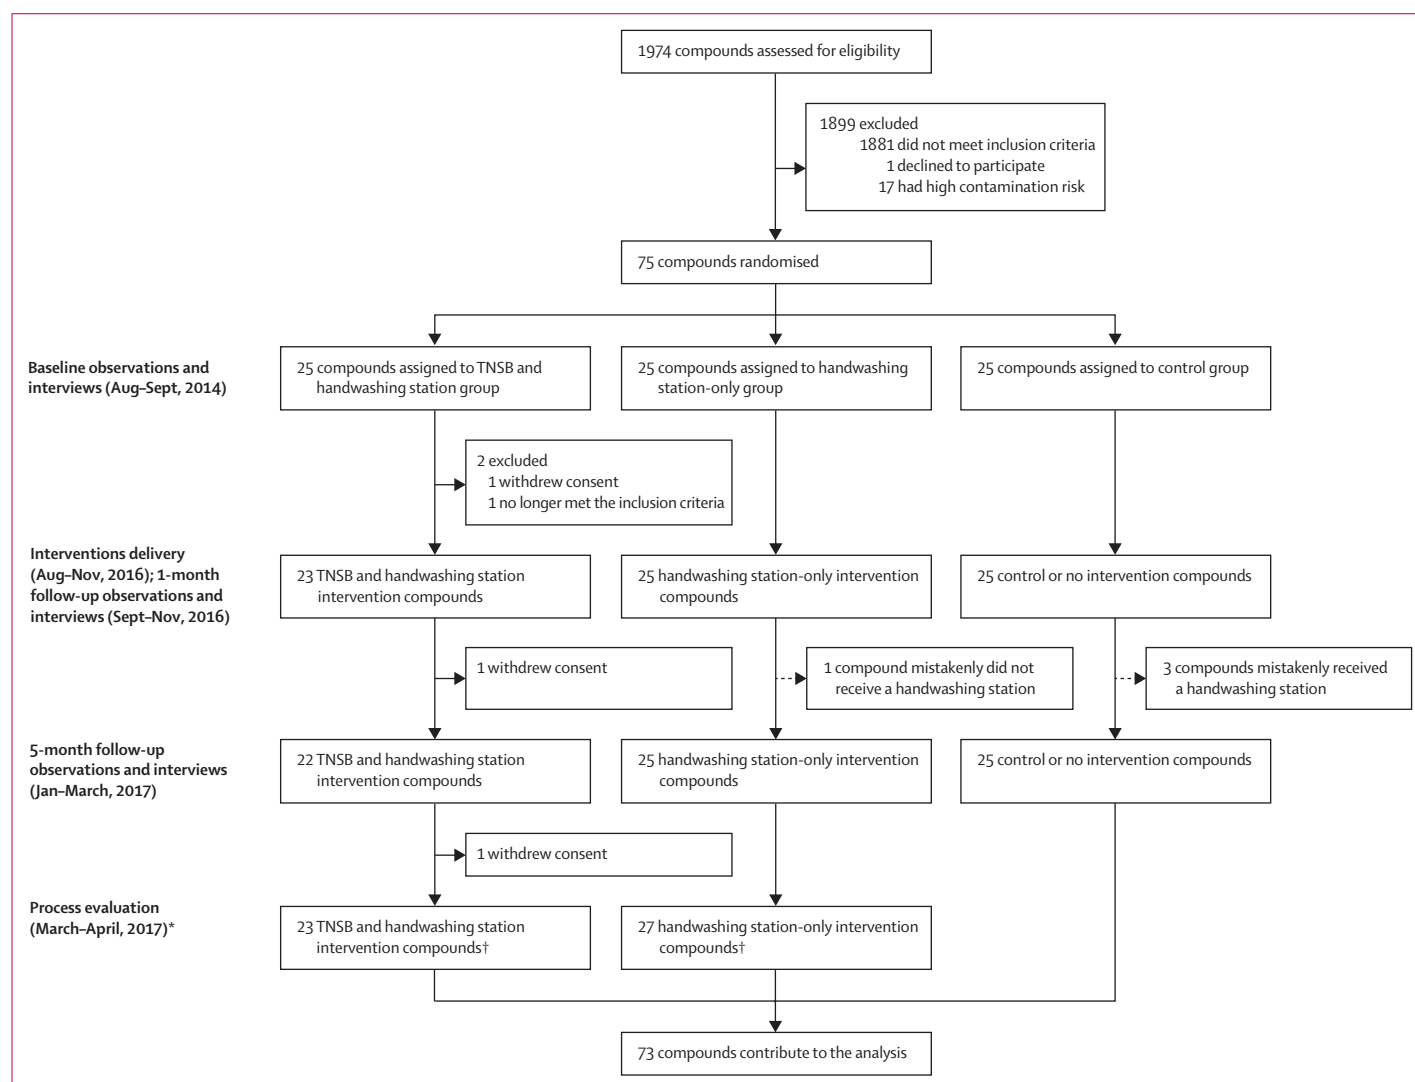 1974 compounds assessed for eligibility
1899 excluded
1881 did not meet inclusion criteria
1 declined to participate
17 had high contamination risk
75 compounds randomised
Baseline observations and
interviews (Aug–Sept, 2014)
25 compounds assigned to TNSB and
handwashing station group
25 compounds assigned to handwashing
station-only group
25 compounds assigned to control group
2 excluded
1 withdrew consent
1 no longer met the inclusion criteria
Interventions delivery
(Aug–Nov, 2016); 1-month
follow-up observations and
interviews (Sept–Nov, 2016)
23 TNSB and handwashing station
intervention compounds
25 handwashing station-only intervention
compounds
25 control or no intervention compounds
1 withdrew consent
1 compound mistakenly did not
receive a handwashing station
3 compounds mistakenly received
a handwashing station
5-month follow-up
observations and interviews
(Jan–March, 2017)
22 TNSB and handwashing station
intervention compounds
25 handwashing station-only intervention
compounds
25 control or no intervention compounds
1 withdrew consent
Process evaluation
(March–April, 2017)*
23 TNSB and handwashing station
intervention compounds†
27 handwashing station-only intervention
compounds†
73 compounds contribute to the analysis